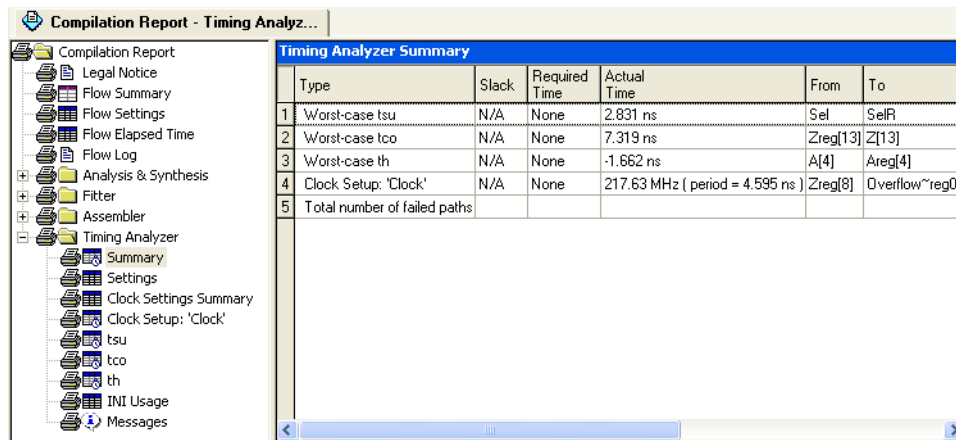 Compilation Report - Timing Analyz...
Compilation Report
Legal Notice
Flow Summary
Flow Settings
Flow Elapsed Time
Flow Log
Analysis & Synthesis
Fitter
Assembler
Timing Analyzer
Summary
Settings
Clock Settings Summary
Clock Setup: 'Clock'
tsu
tco
th
INI Usage
Messages
Timing Analyzer Summary
Type Slack Required Time Actual Time From To
1 Worst-case tsu N/A None 2.831 ns Sel SelR
2 Worst-case tco N/A None 7.319 ns Zreg[13] Z[13]
3 Worst-case th N/A None -1.662 ns A[4] Areg[4]
4 Clock Setup: 'Clock' N/A None 217.63 MHz ( period = 4.595 ns ) Zreg[8] Overflow~reg0
5 Total number of failed paths